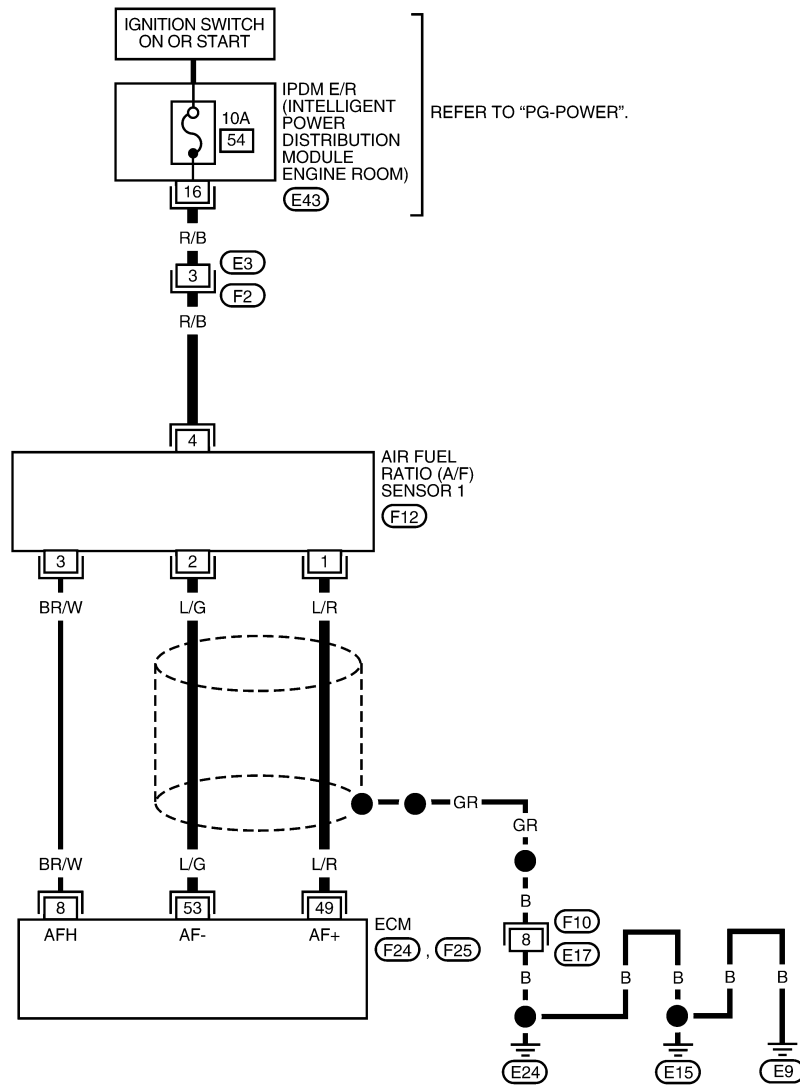 IGNITION SWITCH
ON OR START
IPDM E/R
(INTELLIGENT
POWER
DISTRIBUTION
MODULE
ENGINE ROOM)
E43
REFER TO “PG-POWER”.
10A
54
16
R/B
E3
3
F2
R/B
4
AIR FUEL
RATIO (A/F)
SENSOR 1
F12
3 2 1
BR/W L/G L/R
GR
GR
BR/W L/G L/R
B
8 53 49
AFH AF- AF+
ECM
F24 , F25
F10
8
E17
B B B B B
E24 E15 E9